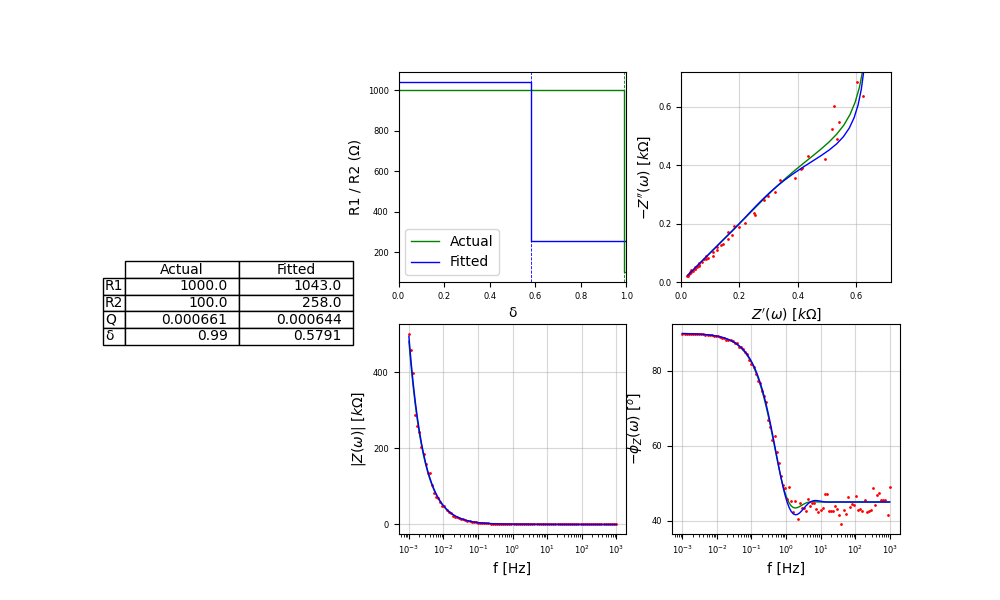 Actual Fitted
R1 1000.0 1043.0
R2 100.0 258.0
Q 0.000661 0.000644
δ 0.99 0.5791
R1 / R2 (Ω)
1000
800
600
400
200
Actual
Fitted
0.0 0.2 0.4 0.6 0.8 1.0
δ
−Z′′(ω) [kΩ]
0.6
0.4
0.2
0.0
0.0 0.2 0.4 0.6
Z′(ω) [kΩ]
|Z(ω)| [kΩ]
400
200
0
10⁻³ 10⁻² 10⁻¹ 10⁰ 10¹ 10² 10³
f [Hz]
−ϕ_Z(ω) [°]
80
60
40
10⁻³ 10⁻² 10⁻¹ 10⁰ 10¹ 10² 10³
f [Hz]